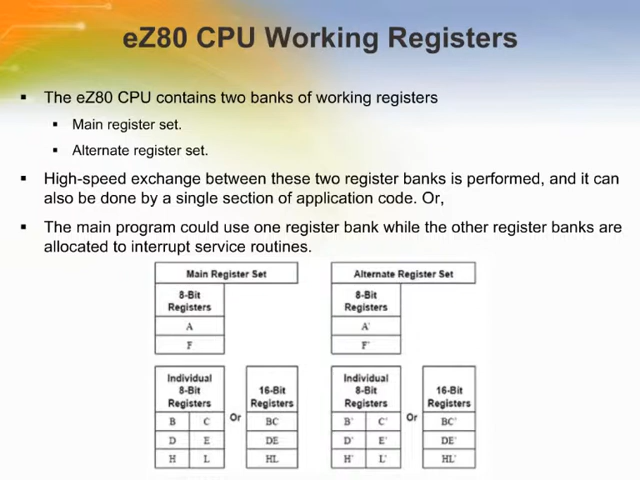 eZ80 CPU Working Registers
▪ The eZ80 CPU contains two banks of working registers
▪ Main register set.
▪ Alternate register set.
▪ High-speed exchange between these two register banks is performed, and it can
also be done by a single section of application code. Or,
▪ The main program could use one register bank while the other register banks are
allocated to interrupt service routines.
Main Register Set
8-Bit
Registers
A
F
Individual
8-Bit
Registers
B C
D E
H L
Or
16-Bit
Registers
BC
DE
HL
Alternate Register Set
8-Bit
Registers
A'
F'
Individual
8-Bit
Registers
B' C'
D' E'
H' L'
Or
16-Bit
Registers
BC'
DE'
HL'